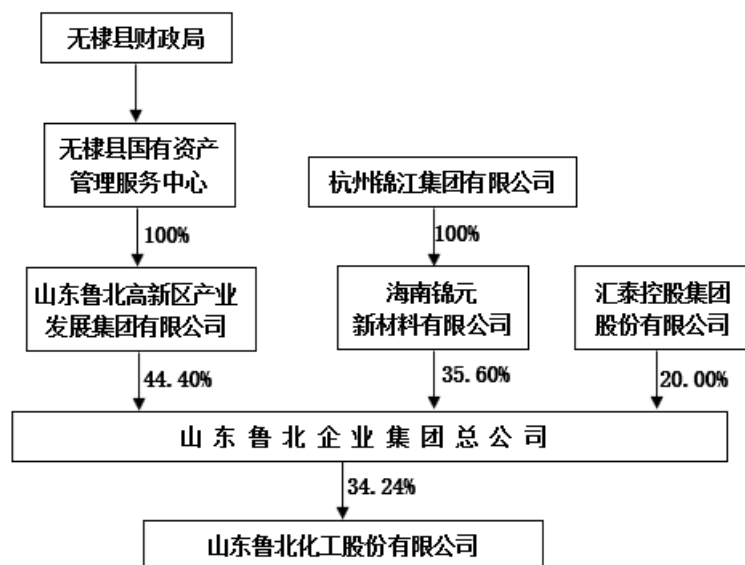 无棣县财政局
无棣县国有资产
管理服务中心
杭州锦江集团有限公司
100%
100%
山东鲁北高新区产业
发展集团有限公司
海南锦元
新材料有限公司
汇泰控股集团
股份有限公司
44.40%
35.60%
20.00%
山东鲁北企业集团总公司
34.24%
山东鲁北化工股份有限公司